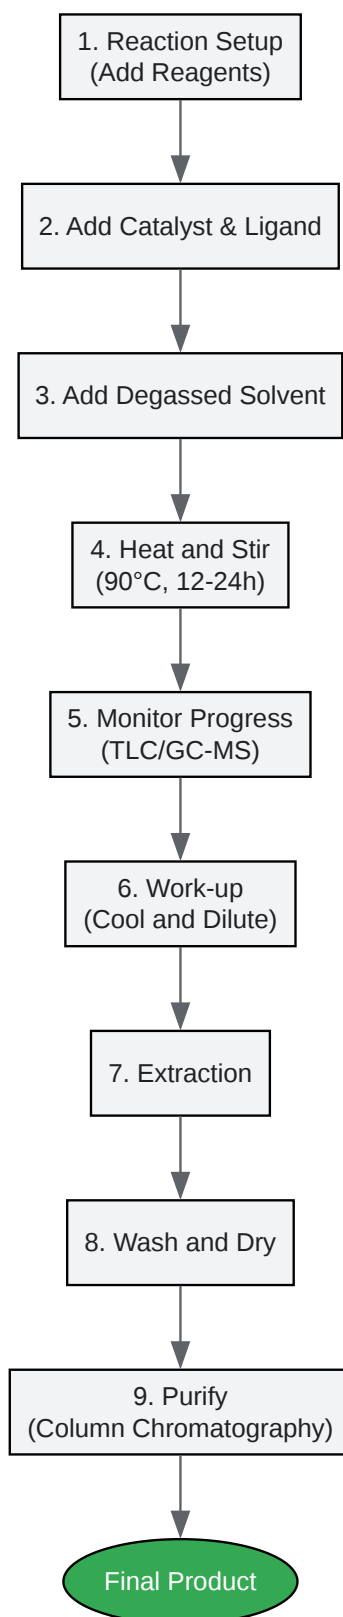 1. Reaction Setup
(Add Reagents)
2. Add Catalyst & Ligand
3. Add Degassed Solvent
4. Heat and Stir
(90°C, 12-24h)
5. Monitor Progress
(TLC/GC-MS)
6. Work-up
(Cool and Dilute)
7. Extraction
8. Wash and Dry
9. Purify
(Column Chromatography)
Final Product